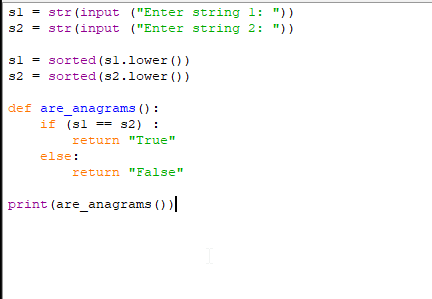 s1 = str(input ("Enter string 1: "))
s2 = str(input ("Enter string 2: "))
s1 = sorted(s1.lower())
s2 = sorted(s2.lower())
def are_anagrams():
    if (s1 == s2) :
        return "True"
    else:
        return "False"
print(are_anagrams())